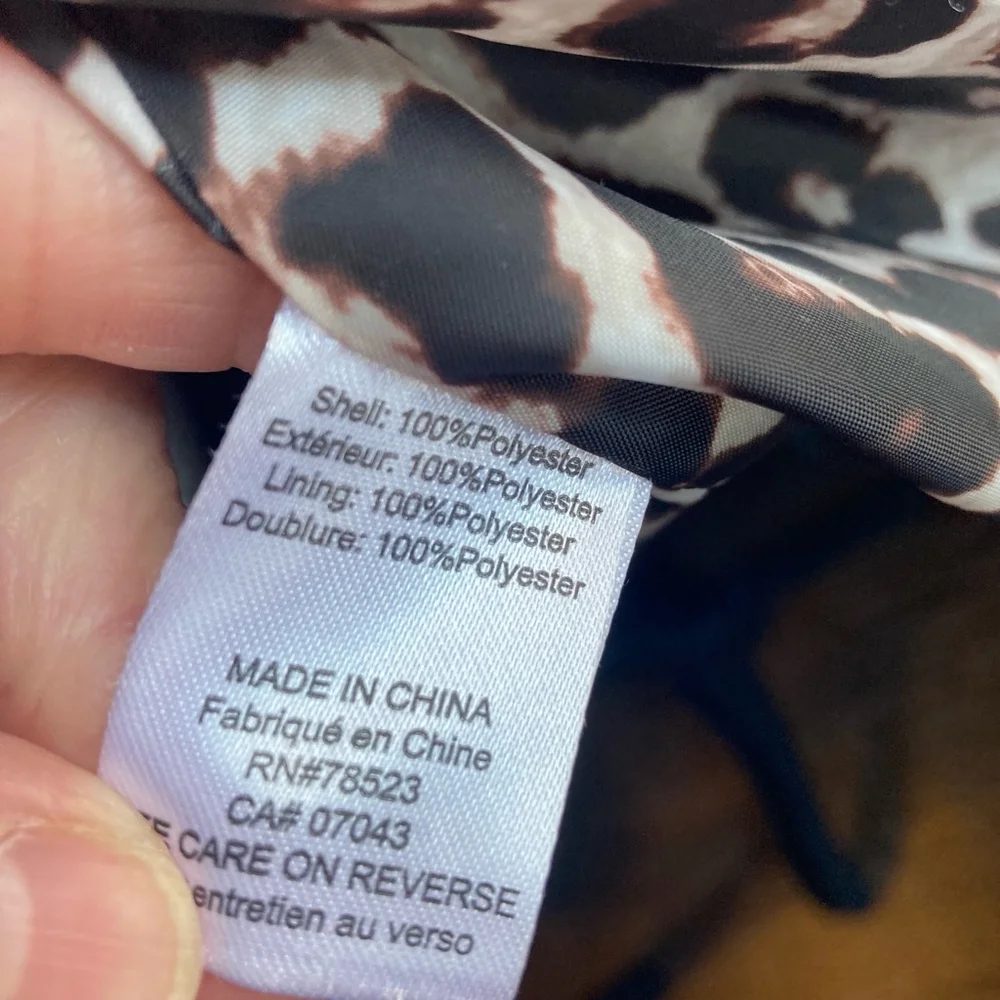 Shell: 100%Polyester
Extérieur: 100%Polyester
Lining: 100%Polyester
Doublure: 100%Polyester
MADE IN CHINA
Fabriqué en Chine
RN#78523
CA# 07043
CARE ON REVERSE
entretien au verso